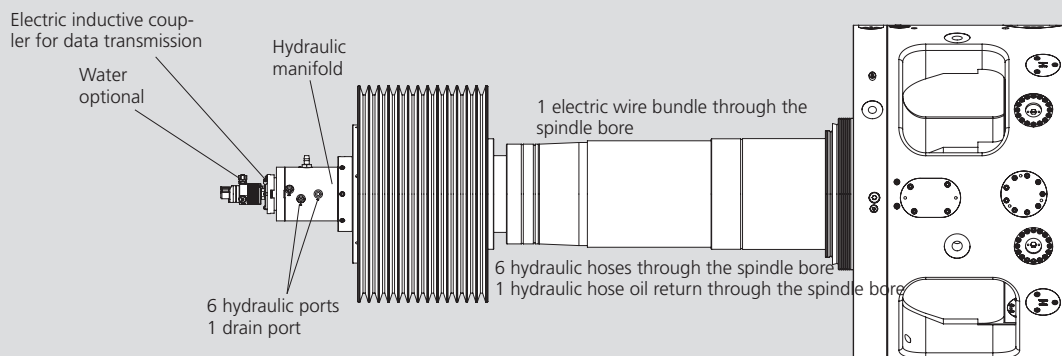 Electric inductive coup-
ler for data transmission
Water
optional
Hydraulic
manifold
1 electric wire bundle through the
spindle bore
6 hydraulic hoses through the spindle bore
1 hydraulic hose oil return through the spindle bore
6 hydraulic ports
1 drain port